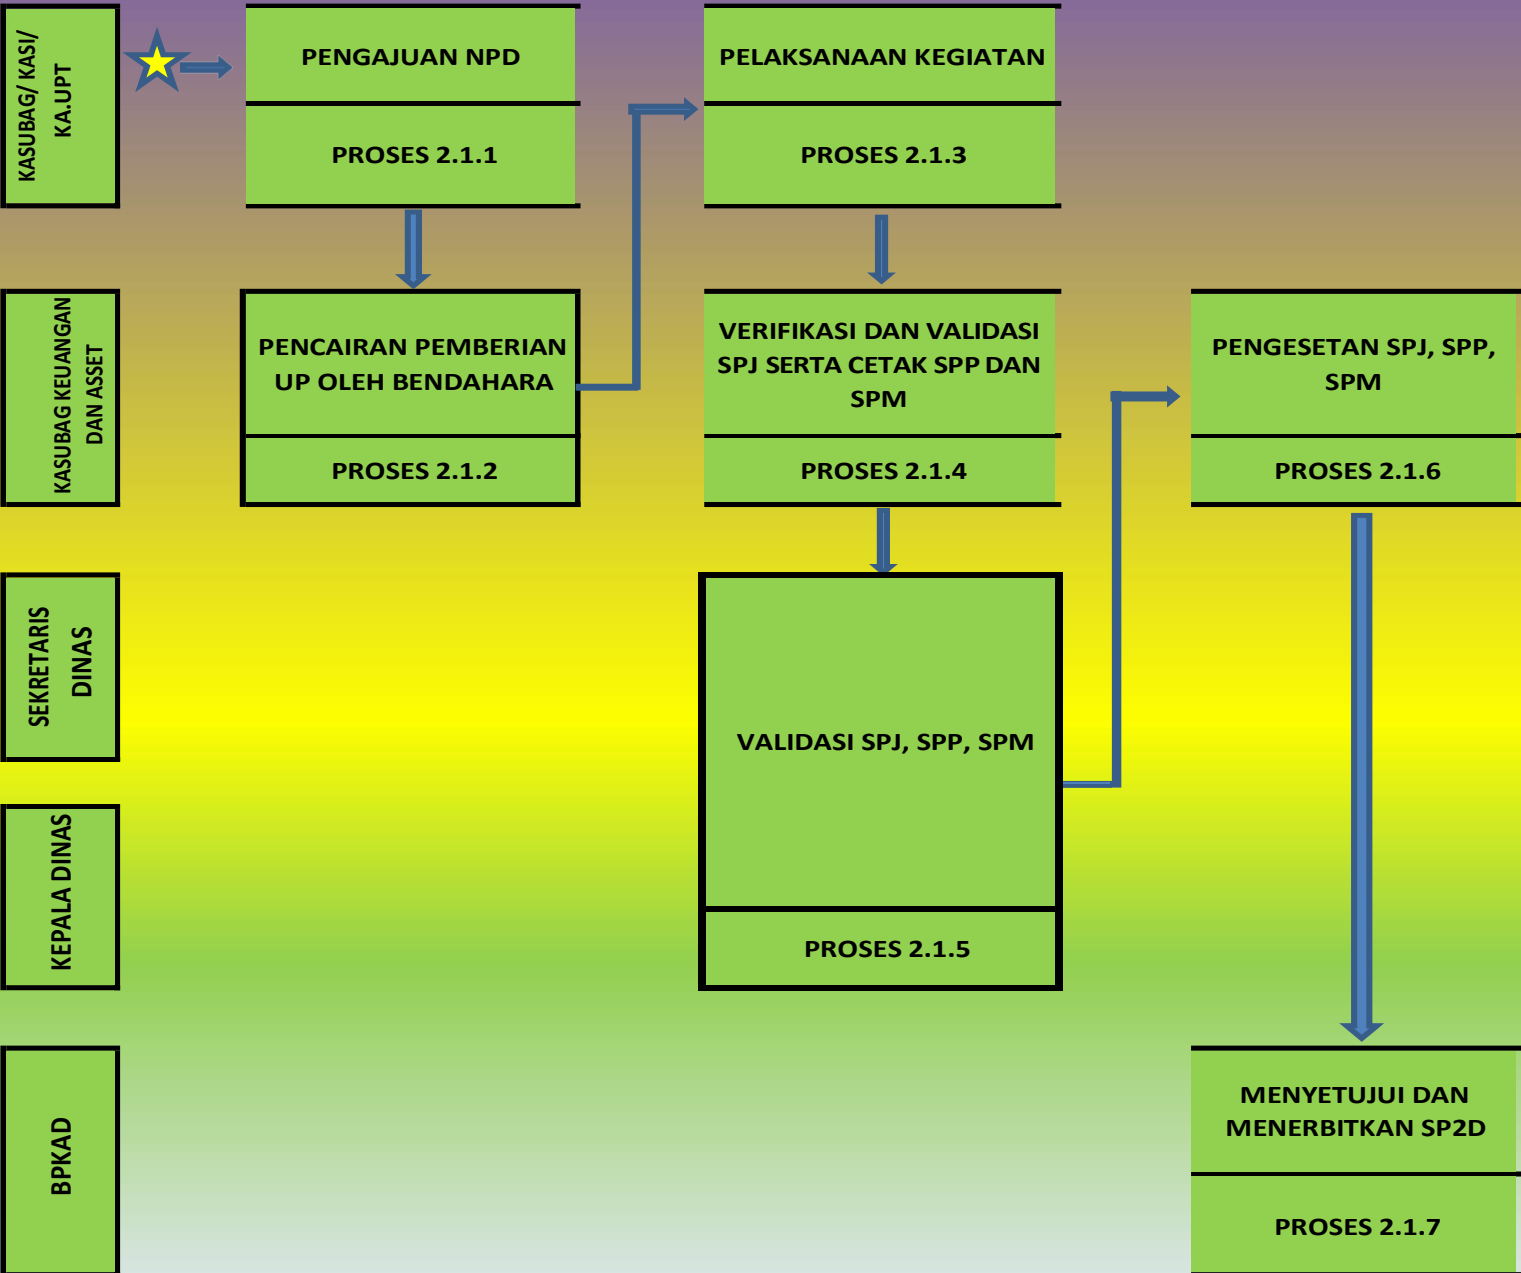 KASUBAG/ KASI/
KA.UPT
PENGAJUAN NPD
PROSES 2.1.1
PELAKSANAAN KEGIATAN
PROSES 2.1.3
KASUBAG KEUANGAN
DAN ASSET
PENCAIRAN PEMBERIAN
UP OLEH BENDAHARA
PROSES 2.1.2
VERIFIKASI DAN VALIDASI
SPJ SERTA CETAK SPP DAN
SPM
PROSES 2.1.4
PENGESETAN SPJ, SPP,
SPM
PROSES 2.1.6
SEKRETARIS
DINAS
VALIDASI SPJ, SPP, SPM
PROSES 2.1.5
KEPALA DINAS
BPKAD
MENYETUJUI DAN
MENERBITKAN SP2D
PROSES 2.1.7